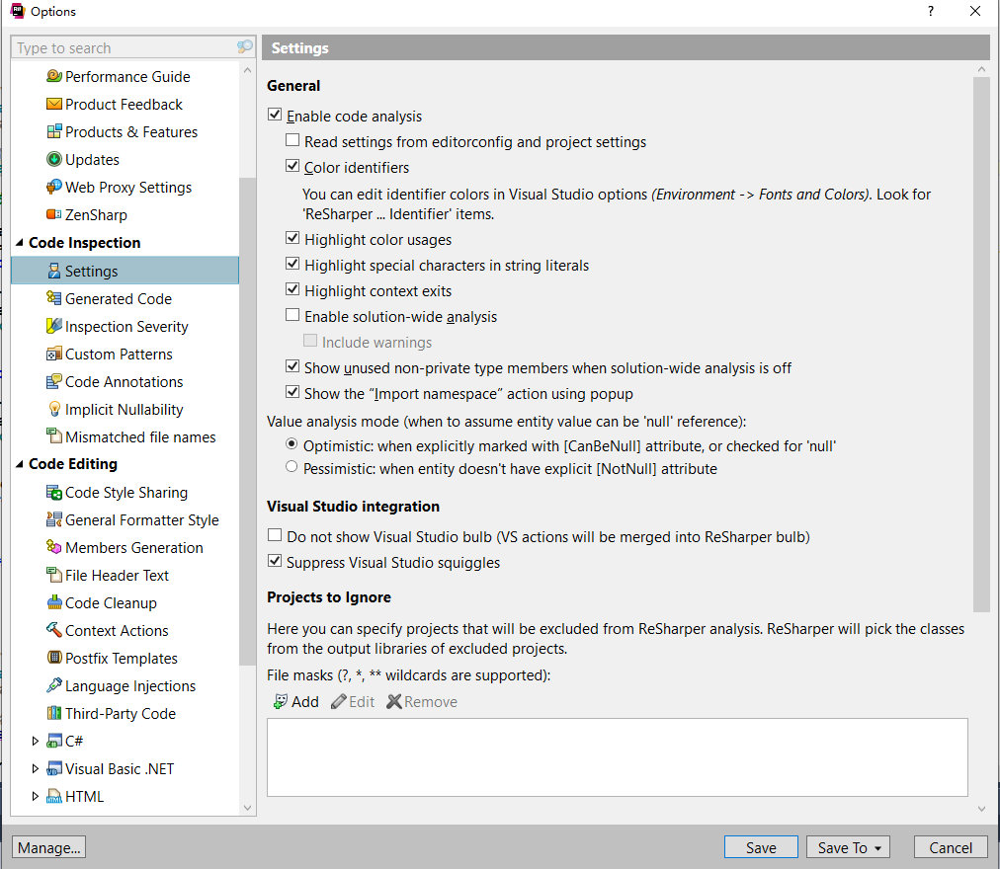 Options
?
Type to search
Performance Guide
Product Feedback
Products & Features
Updates
Web Proxy Settings
ZenSharp
Code Inspection
Settings
Generated Code
Inspection Severity
Custom Patterns
Code Annotations
Implicit Nullability
Mismatched file names
Code Editing
Code Style Sharing
General Formatter Style
Members Generation
File Header Text
Code Cleanup
Context Actions
Postfix Templates
Language Injections
Third-Party Code
C#
Visual Basic .NET
HTML
Settings
General
Enable code analysis
Read settings from editorconfig and project settings
Color identifiers
You can edit identifier colors in Visual Studio options (Environment -> Fonts and Colors). Look for
'ReSharper ... Identifier' items.
Highlight color usages
Highlight special characters in string literals
Highlight context exits
Enable solution-wide analysis
Include warnings
Show unused non-private type members when solution-wide analysis is off
Show the “Import namespace” action using popup
Value analysis mode (when to assume entity value can be 'null' reference):
Optimistic: when explicitly marked with [CanBeNull] attribute, or checked for 'null'
Pessimistic: when entity doesn't have explicit [NotNull] attribute
Visual Studio integration
Do not show Visual Studio bulb (VS actions will be merged into ReSharper bulb)
Suppress Visual Studio squiggles
Projects to Ignore
Here you can specify projects that will be excluded from ReSharper analysis. ReSharper will pick the classes
from the output libraries of excluded projects.
File masks (?, *, ** wildcards are supported):
Add Edit Remove
Manage... Save Save To Cancel